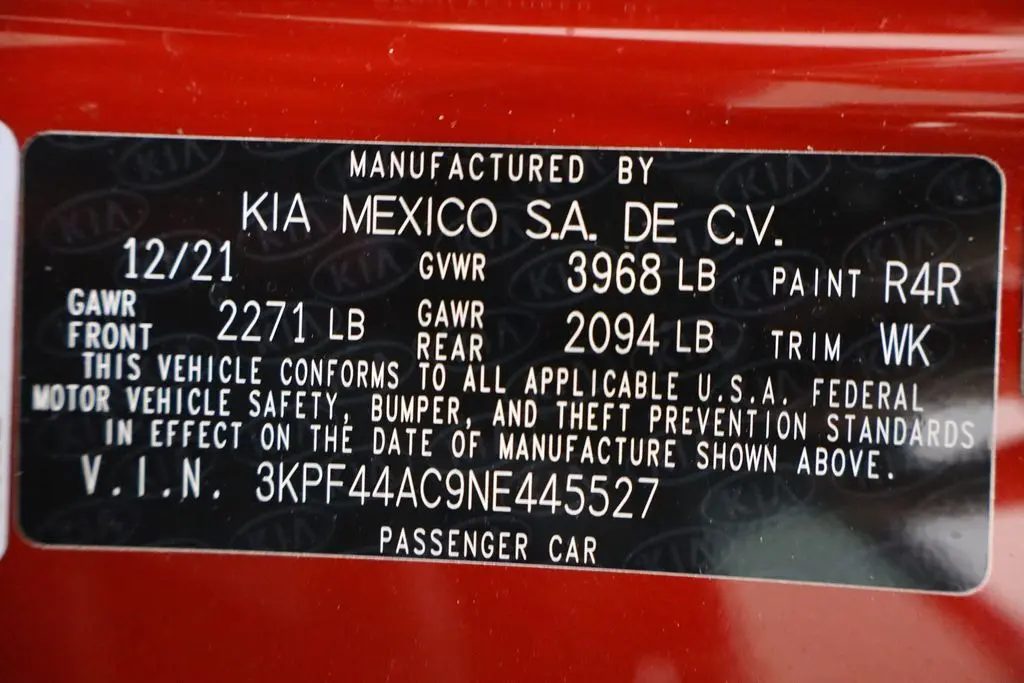 MANUFACTURED BY
KIA MEXICO S.A. DE C.V.
12/21 GVWR 3968 LB PAINT R4R
GAWR FRONT 2271 LB GAWR REAR 2094 LB TRIM WK
THIS VEHICLE CONFORMS TO ALL APPLICABLE U.S.A. FEDERAL
MOTOR VEHICLE SAFETY, BUMPER, AND THEFT PREVENTION STANDARDS
IN EFFECT ON THE DATE OF MANUFACTURE SHOWN ABOVE.
V.I.N. 3KPF44AC9NE445527
PASSENGER CAR